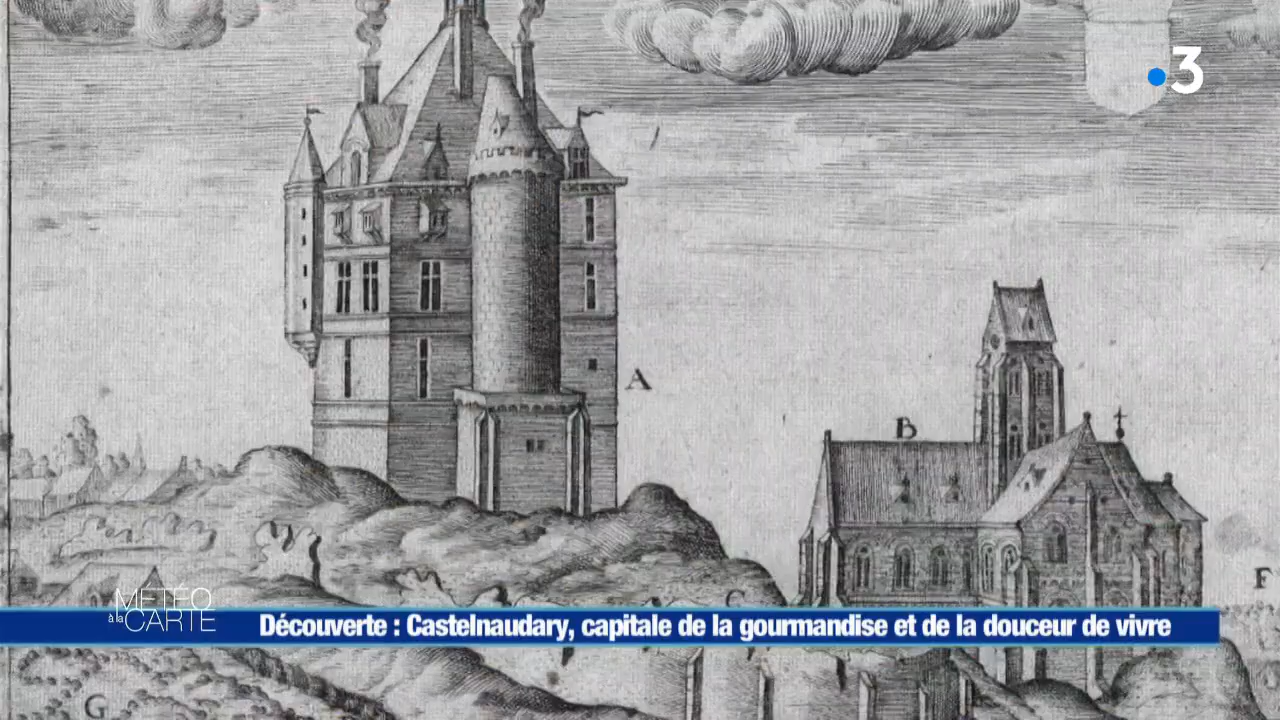 3
A
B
C
F
MÉTÉO
à la CARTE
Découverte : Castelnaudary, capitale de la gourmandise et de la douceur de vivre
G